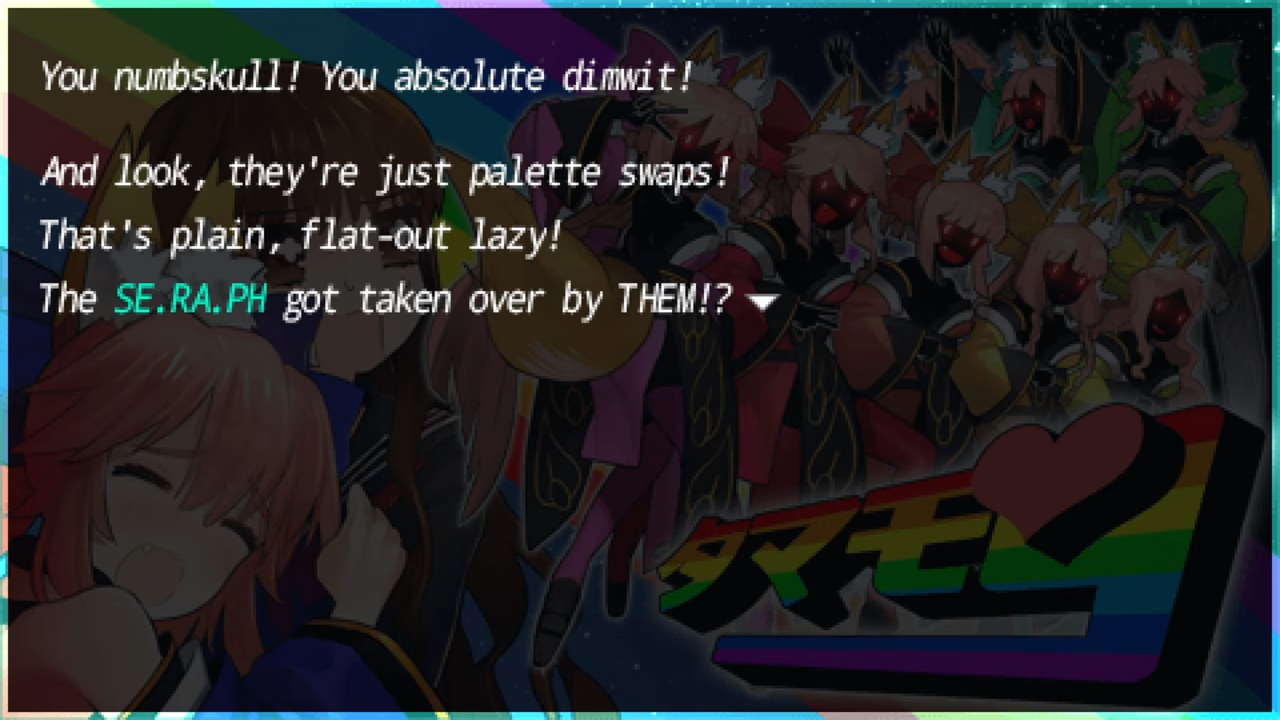 You numbskull! You absolute dimwit!
And look, they're just palette swaps!
That's plain, flat-out lazy!
The SE.RA.PH got taken over by THEM!?
タマモ